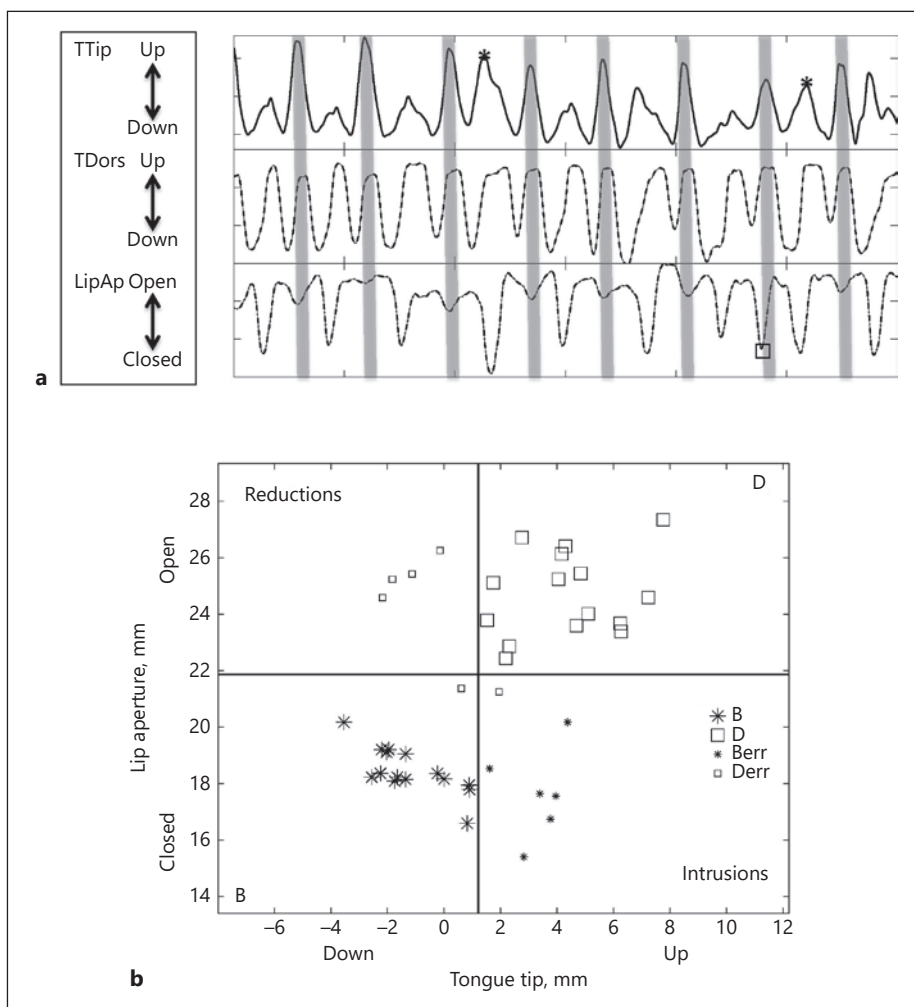 TTip Up
Down
TDors Up
Down
LipAp Open
Closed
a
Reductions
D
28
26
24
22
20
18
16
14
Open
Closed
Lip aperture, mm
B
D
Berr
Derr
B
Intrusions
–6 –4 –2 0 2 4 6 8 10 12
Down Up
Tongue tip, mm
b